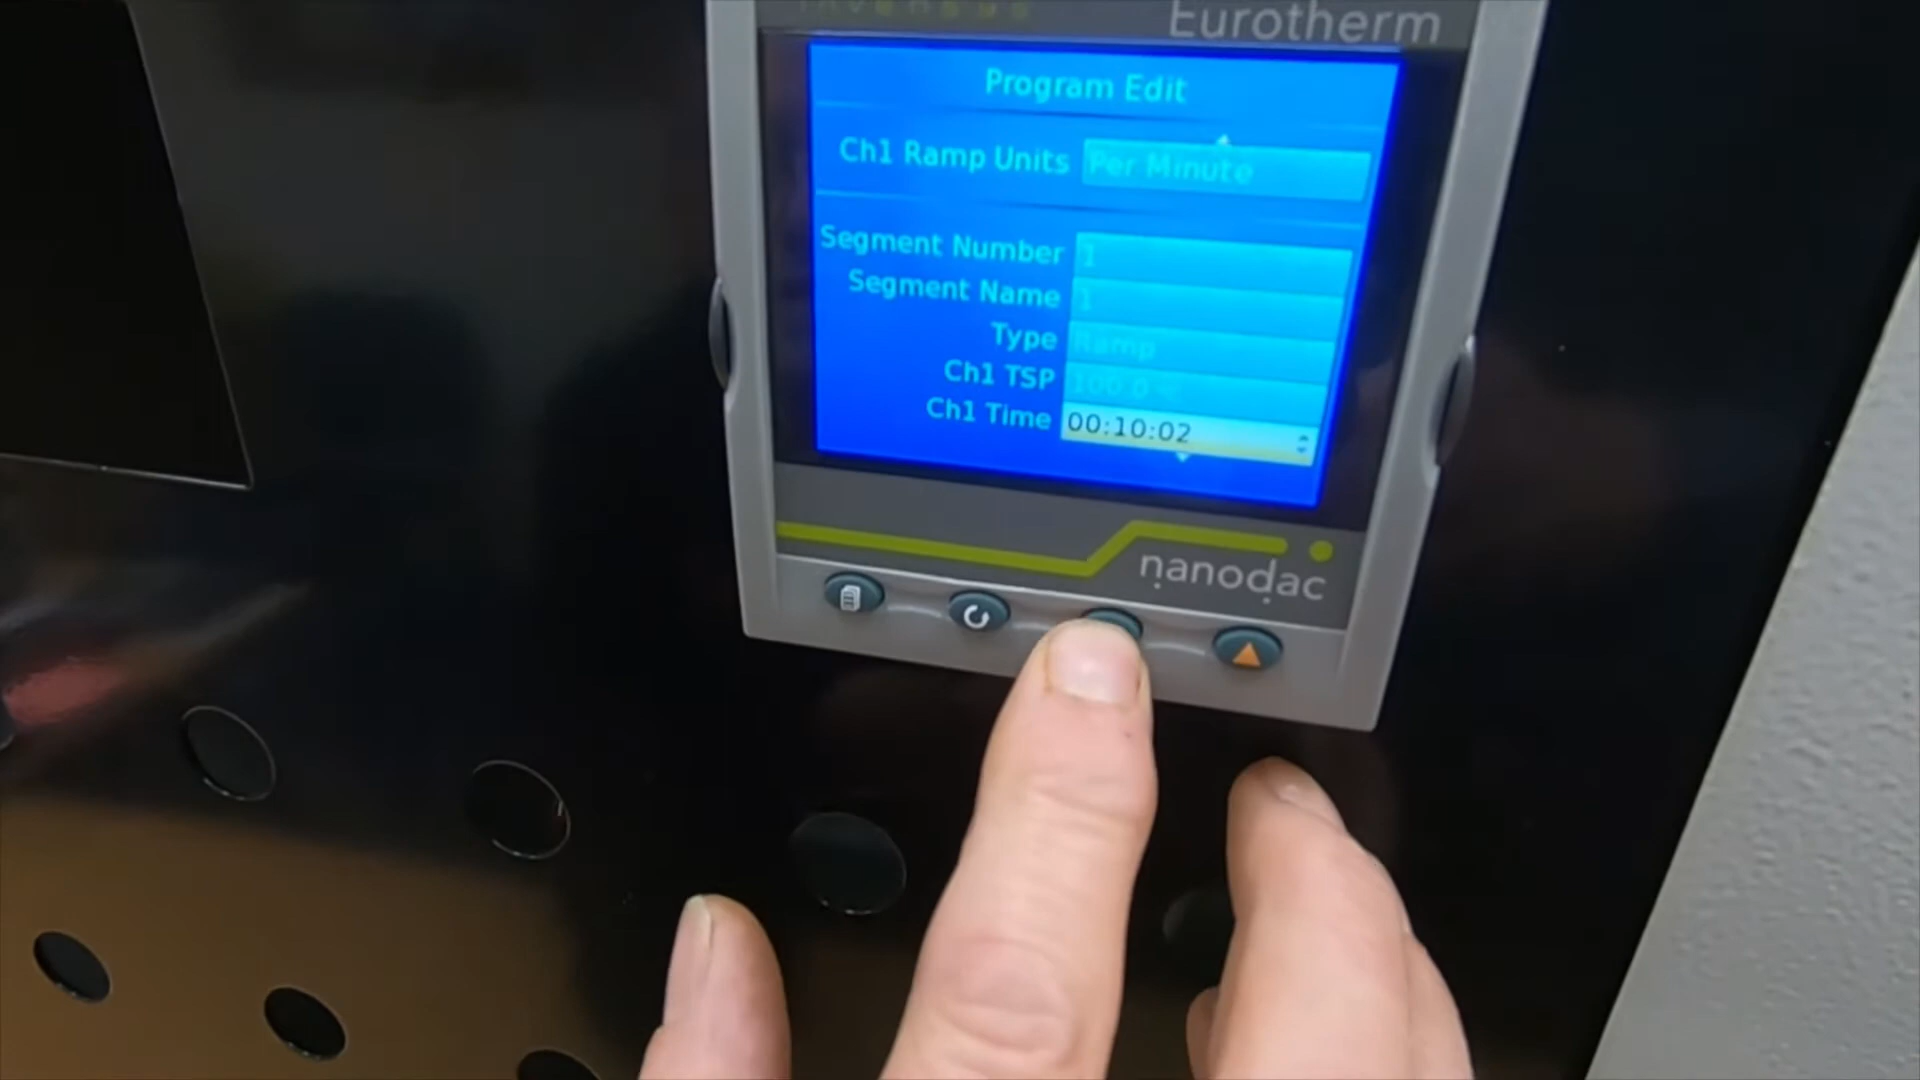 invensys
Eurotherm
Program Edit
Ch1 Ramp Units Per Minute
Segment Number 1
Segment Name 1
Type Ramp
Ch1 TSP 100.0
Ch1 Time 00:10:02
nanodac